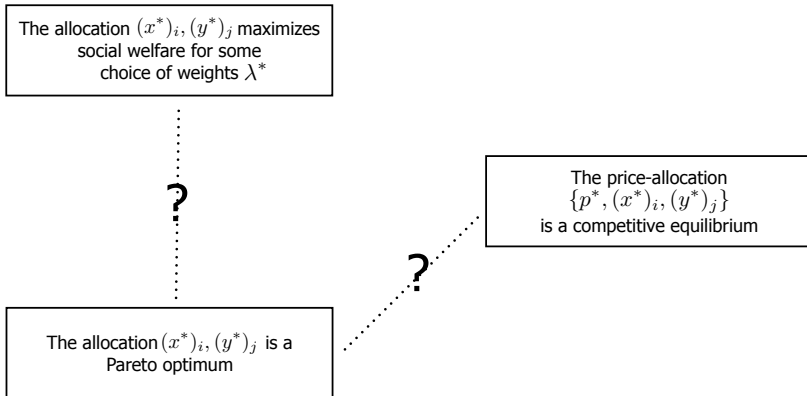 The allocation $(x^*)_i, (y^*)_j$ maximizes
social welfare for some
choice of weights $\lambda^*$
?
The price-allocation
$\{p^*, (x^*)_i, (y^*)_j\}$
is a competitive equilibrium
?
The allocation $(x^*)_i, (y^*)_j$ is a
Pareto optimum